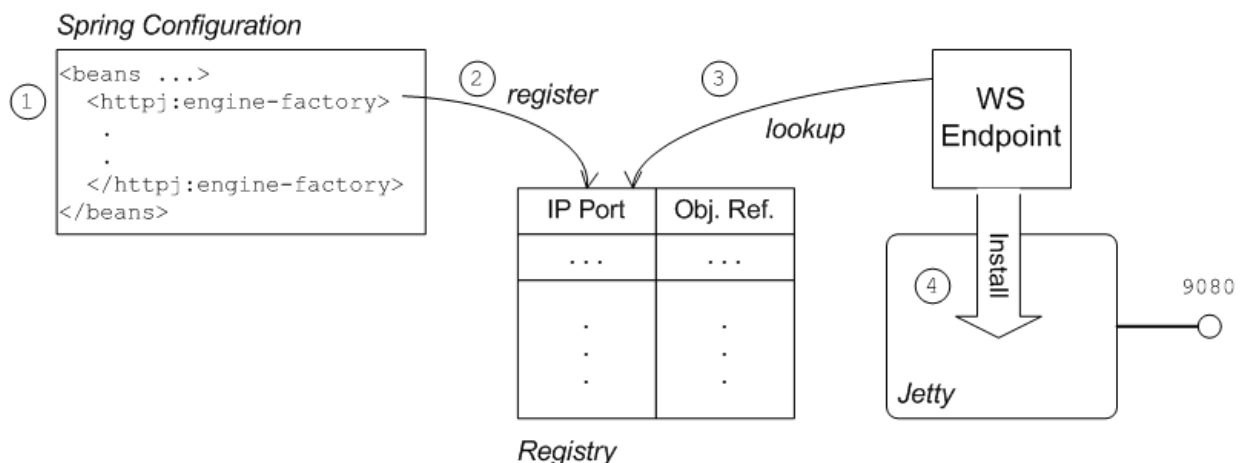 Spring Configuration
1
<beans ...>
<httpj:engine-factory>
.
.
</httpj:engine-factory>
</beans>
2
register
3
lookup
WS
Endpoint
IP Port Obj. Ref.
... ...
. .
. .
. .
Registry
Install
4
Jetty
9080